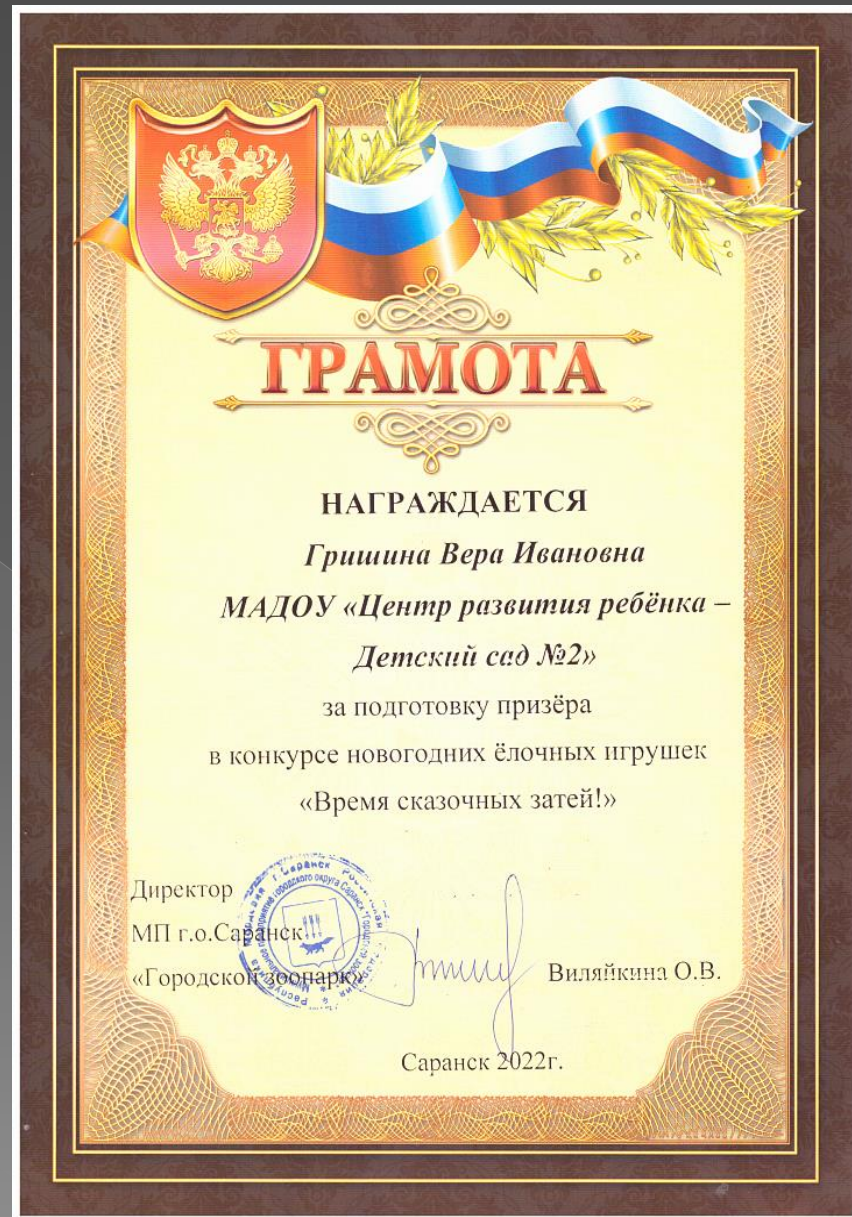 ГРАМОТА
НАГРАЖДАЕТСЯ
Гришина Вера Ивановна
МАДОУ «Центр развития ребёнка –
Детский сад №2»
за подготовку призёра
в конкурсе новогодних ёлочных игрушек
«Время сказочных затей!»
Директор
МП г.о.Саранск
«Городской зоопарк»
Виляйкина О.В.
Саранск 2022г.